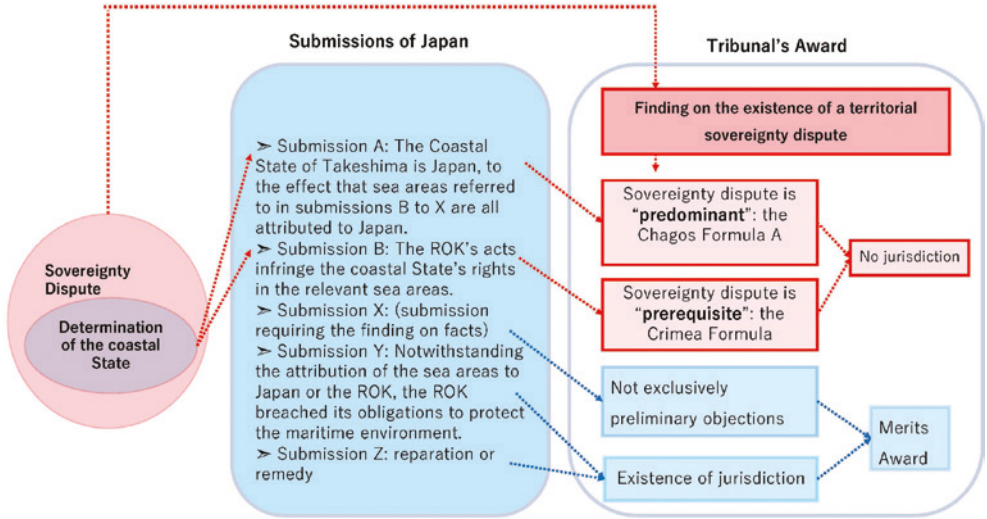 Submissions of Japan
Tribunal's Award
Finding on the existence of a territorial
sovereignty dispute
➣ Submission A: The Coastal
State of Takeshima is Japan, to
the effect that sea areas referred
to in submissions B to X are all
attributed to Japan.
➣ Submission B: The ROK's acts
infringe the coastal State's rights
in the relevant sea areas.
➣ Submission X: (submission
requiring the finding on facts)
➣ Submission Y: Notwithstanding
the attribution of the sea areas to
Japan or the ROK, the ROK
breached its obligations to protect
the maritime environment.
➣ Submission Z: reparation or
remedy
Sovereignty
Dispute
Determination
of the coastal
State
Sovereignty dispute is
"predominant": the
Chagos Formula A
Sovereignty dispute is
"prerequisite": the
Crimea Formula
No jurisdiction
Not exclusively
preliminary objections
Existence of jurisdiction
Merits
Award